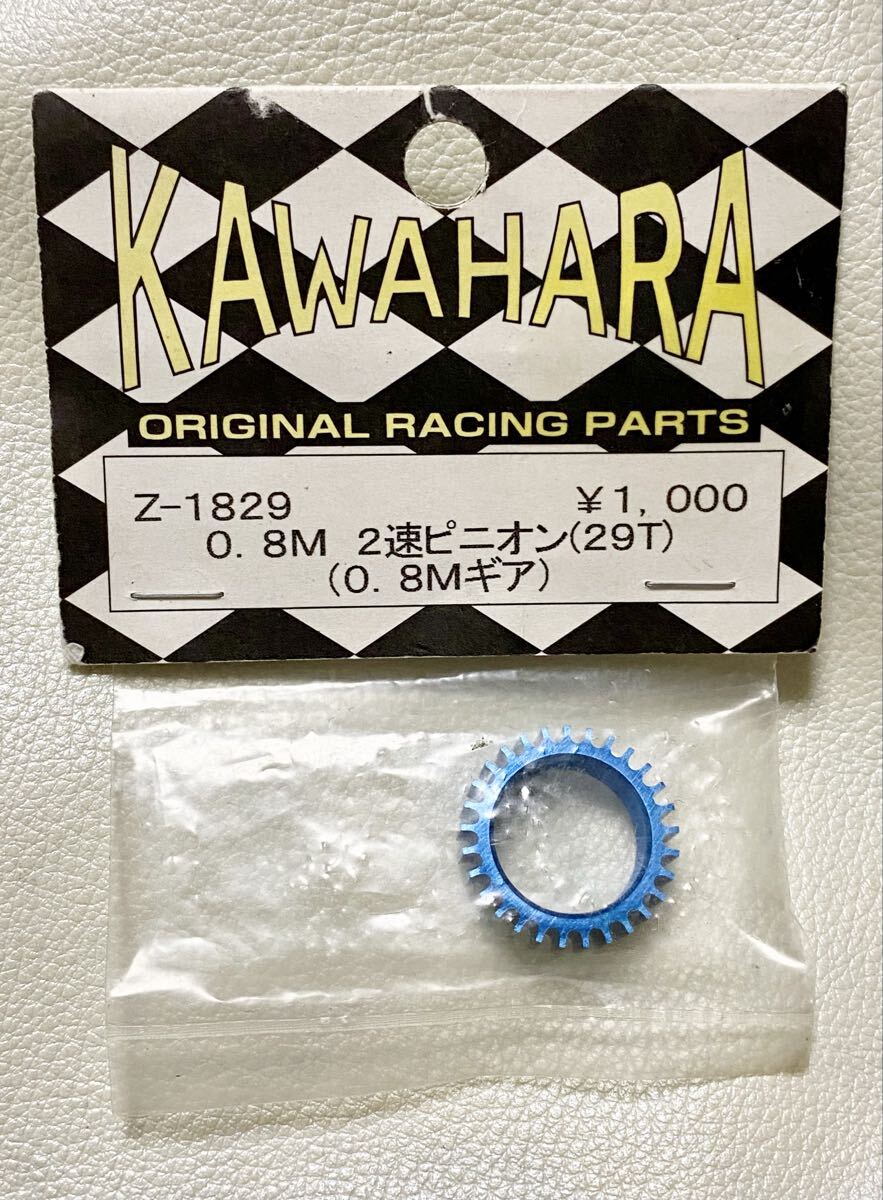 KAWAHARA
ORIGINAL RACING PARTS
Z-1829 ￥1,000
0.8M 2速ピニオン(29T)
(0.8Mギア)